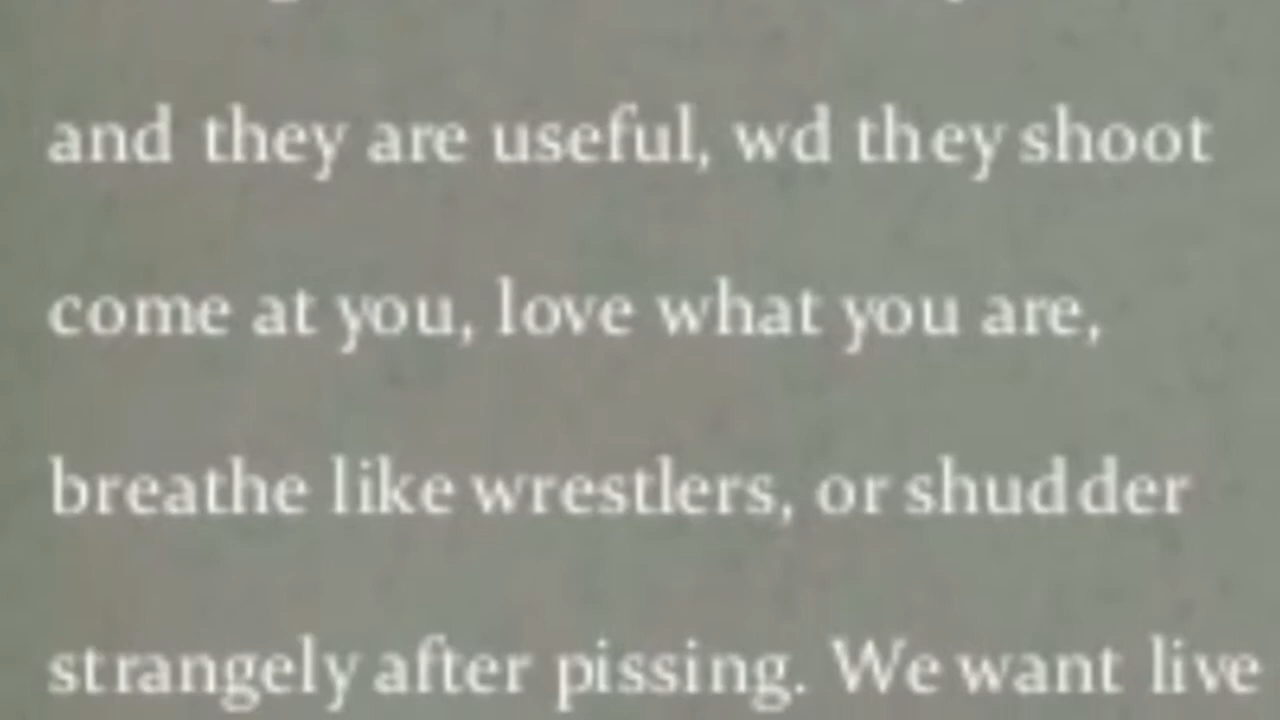 and they are useful, wd they shoot
come at you, love what you are,
breathe like wrestlers, or shudder
strangely after pissing. We want live